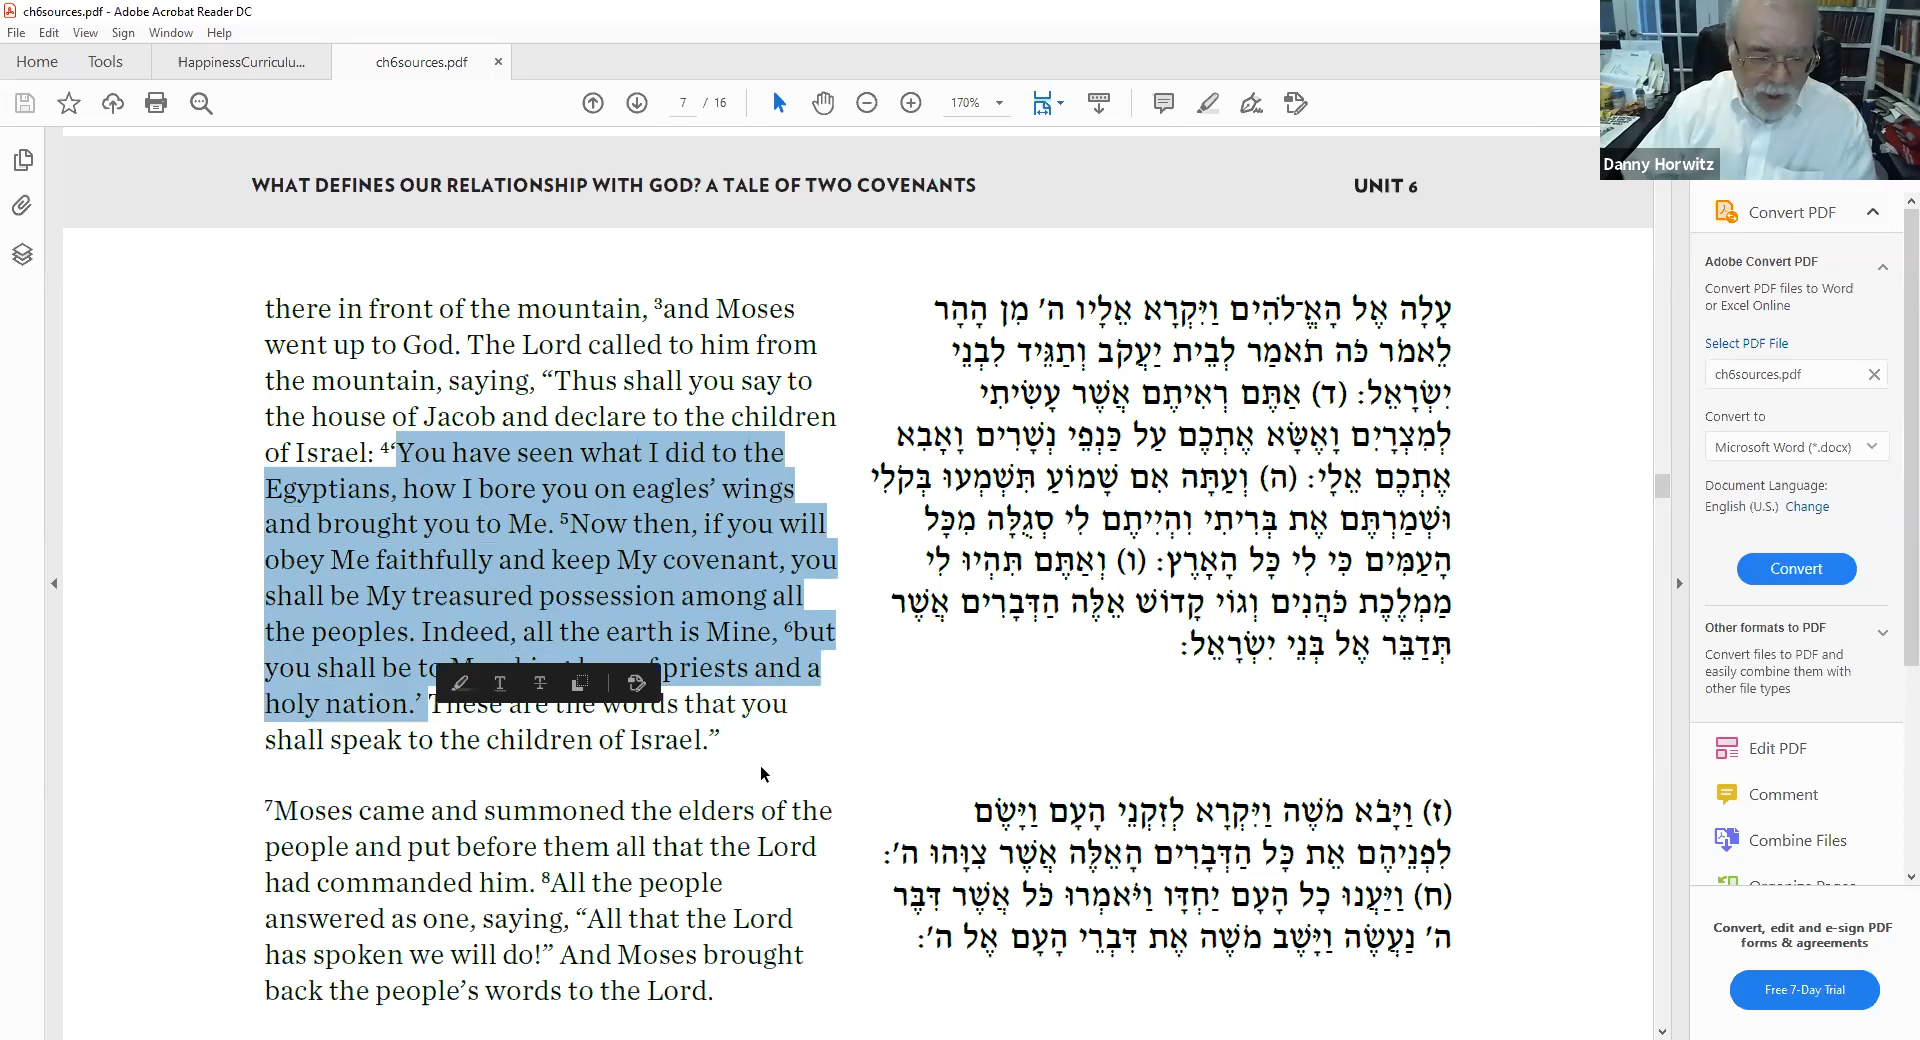 ch6sources.pdf - Adobe Acrobat Reader DC
File Edit View Sign Window Help
Home Tools HappinessCurriculu... ch6sources.pdf ×
7 / 16 170%
Danny Horwitz
WHAT DEFINES OUR RELATIONSHIP WITH GOD? A TALE OF TWO COVENANTS UNIT 6
there in front of the mountain, ³and Moses
went up to God. The Lord called to him from
the mountain, saying, “Thus shall you say to
the house of Jacob and declare to the children
of Israel: ⁴‘You have seen what I did to the
Egyptians, how I bore you on eagles’ wings
and brought you to Me. ⁵Now then, if you will
obey Me faithfully and keep My covenant, you
shall be My treasured possession among all
the peoples. Indeed, all the earth is Mine, ⁶but
you shall be to priests and a
holy nation.’ These are the words that you
shall speak to the children of Israel.”
⁷Moses came and summoned the elders of the
people and put before them all that the Lord
had commanded him. ⁸All the people
answered as one, saying, “All that the Lord
has spoken we will do!” And Moses brought
back the people’s words to the Lord.
עָלָה אֶל הָאֱ־לֹהִים וַיִּקְרָא אֵלָיו ה' מִן הָהָר
לֵאמֹר כֹּה תֹאמַר לְבֵית יַעֲקֹב וְתַגֵּיד לִבְנֵי
יִשְׂרָאֵל: (ד) אַתֶּם רְאִיתֶם אֲשֶׁר עָשִׂיתִי
לְמִצְרָיִם וָאֶשָּׂא אֶתְכֶם עַל כַּנְפֵי נְשָׁרִים וָאָבִא
אֶתְכֶם אֵלָי: (ה) וְעַתָּה אִם שָׁמוֹעַ תִּשְׁמְעוּ בְּקֹלִי
וּשְׁמַרְתֶּם אֶת בְּרִיתִי וִהְיִיתֶם לִי סְגֻלָּה מִכָּל
הָעַמִּים כִּי לִי כָּל הָאָרֶץ: (ו) וְאַתֶּם תִּהְיוּ לִי
מַמְלֶכֶת כֹּהֲנִים וְגוֹי קָדוֹשׁ אֵלֶּה הַדְּבָרִים אֲשֶׁר
תְּדַבֵּר אֶל בְּנֵי יִשְׂרָאֵל:
(ז) וַיָּבֹא מֹשֶׁה וַיִּקְרָא לְזִקְנֵי הָעָם וַיָּשֶׂם
לִפְנֵיהֶם אֵת כָּל הַדְּבָרִים הָאֵלֶּה אֲשֶׁר צִוָּהוּ ה':
(ח) וַיַּעֲנוּ כָל הָעָם יַחְדָּו וַיֹּאמְרוּ כֹּל אֲשֶׁר דִּבֶּר
ה' נַעֲשֶׂה וַיָּשֶׁב מֹשֶׁה אֶת דִּבְרֵי הָעָם אֶל ה':
Convert PDF
Adobe Convert PDF
Convert PDF files to Word
or Excel Online
Select PDF File
ch6sources.pdf
Convert to
Microsoft Word (*.docx)
Document Language:
English (U.S.) Change
Convert
Other formats to PDF
Convert files to PDF and
easily combine them with
other file types
Edit PDF
Comment
Combine Files
Convert, edit and e-sign PDF
forms & agreements
Free 7-Day Trial